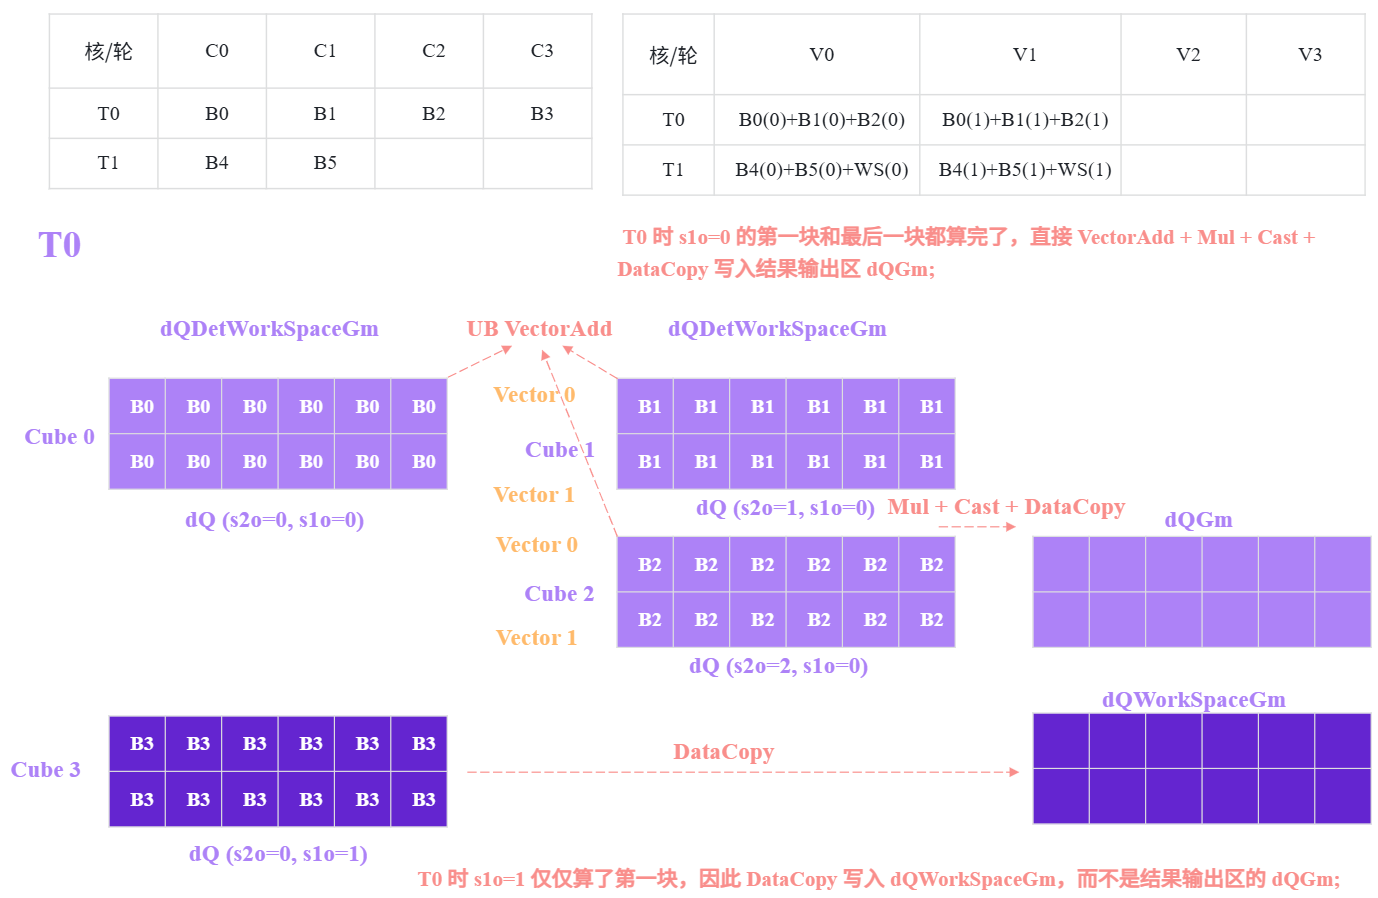 核/轮 C0 C1 C2 C3
T0 B0 B1 B2 B3
T1 B4 B5
核/轮 V0 V1 V2 V3
T0 B0(0)+B1(0)+B2(0) B0(1)+B1(1)+B2(1)
T1 B4(0)+B5(0)+WS(0) B4(1)+B5(1)+WS(1)
T0
T0 时 s1o=0 的第一块和最后一块都算完了，直接 VectorAdd + Mul + Cast +
DataCopy 写入结果输出区 dQGm;
dQDetWorkSpaceGm
UB VectorAdd
dQDetWorkSpaceGm
Cube 0
B0 B0 B0 B0 B0 B0
B0 B0 B0 B0 B0 B0
dQ (s2o=0, s1o=0)
Vector 0
Cube 1
Vector 1
B1 B1 B1 B1 B1 B1
B1 B1 B1 B1 B1 B1
dQ (s2o=1, s1o=0)
Mul + Cast + DataCopy
dQGm
Vector 0
Cube 2
Vector 1
B2 B2 B2 B2 B2 B2
B2 B2 B2 B2 B2 B2
dQ (s2o=2, s1o=0)
dQWorkSpaceGm
Cube 3
B3 B3 B3 B3 B3 B3
B3 B3 B3 B3 B3 B3
DataCopy
dQ (s2o=0, s1o=1)
T0 时 s1o=1 仅仅算了第一块，因此 DataCopy 写入 dQWorkSpaceGm，而不是结果输出区的 dQGm;